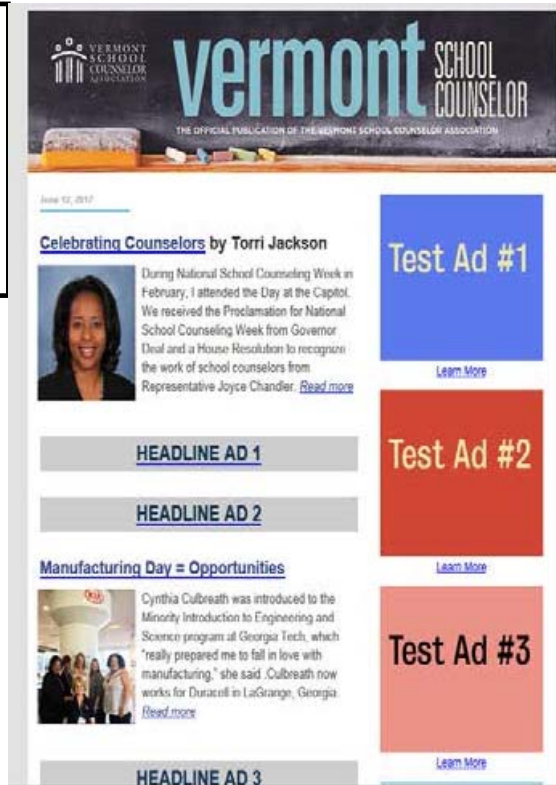 VERMONT
SCHOOL
COUNSELOR
ASSOCIATION
vermont
SCHOOL
COUNSELOR
THE OFFICIAL PUBLICATION OF THE VERMONT SCHOOL COUNSELOR ASSOCIATION
June 12, 2017
Celebrating Counselors by Torri Jackson
During National School Counseling Week in
February, I attended the Day at the Capitol.
We received the Proclamation for National
School Counseling Week from Governor
Deal and a House Resolution to recognize
the work of school counselors from
Representative Joyce Chandler. Read more
HEADLINE AD 1
HEADLINE AD 2
Manufacturing Day = Opportunities
Cynthia Culbreath was introduced to the
Minority Introduction to Engineering and
Science program at Georgia Tech, which
"really prepared me to fall in love with
manufacturing," she said .Culbreath now
works for Duracell in LaGrange, Georgia.
Read more
HEADLINE AD 3
Test Ad #1
Learn More
Test Ad #2
Learn More
Test Ad #3
Learn More